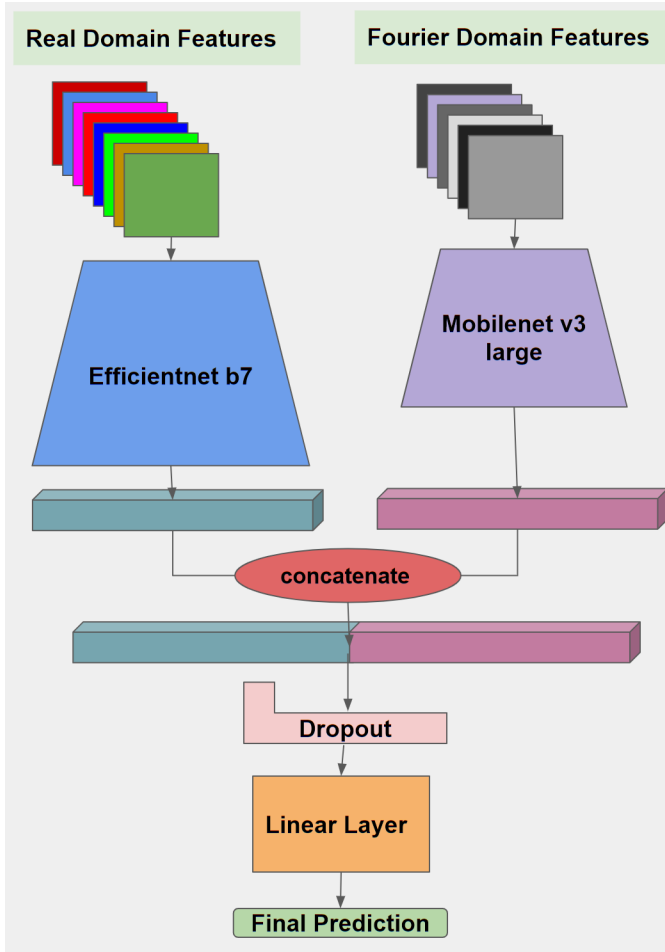 Real Domain Features
Fourier Domain Features
Efficientnet b7
Mobilenet v3
large
concatenate
Dropout
Linear Layer
Final Prediction